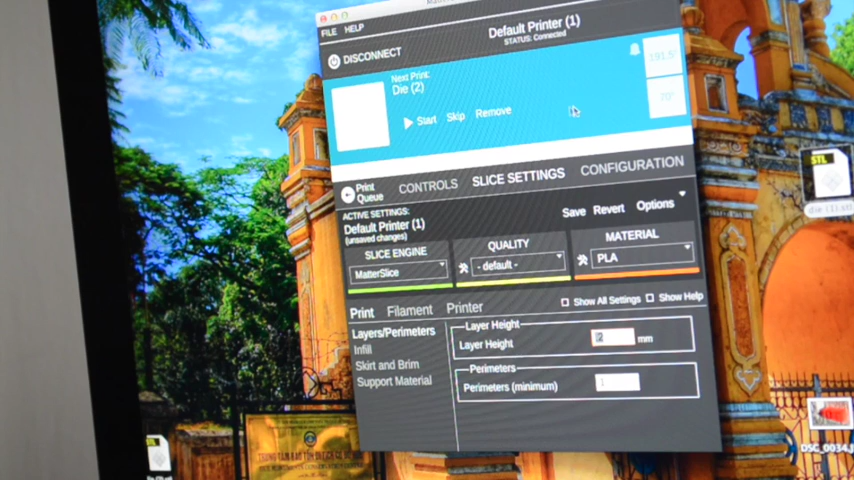 FILE HELP
DISCONNECT
Default Printer (1)
STATUS: Connected
Next Print:
Die (2)
Start Skip Remove
191.5°
70°
Print
Queue
CONTROLS SLICE SETTINGS CONFIGURATION
ACTIVE SETTINGS:
Default Printer (1)
(unsaved changes)
Save Revert Options
SLICE ENGINE
MatterSlice
QUALITY
- default -
MATERIAL
PLA
Print Filament Printer
Show All Settings Show Help
Layers/Perimeters
Infill
Skirt and Brim
Support Material
Layer Height
Layer Height
mm
Perimeters
Perimeters (minimum)
1
STL
STL
DSC_0034.J